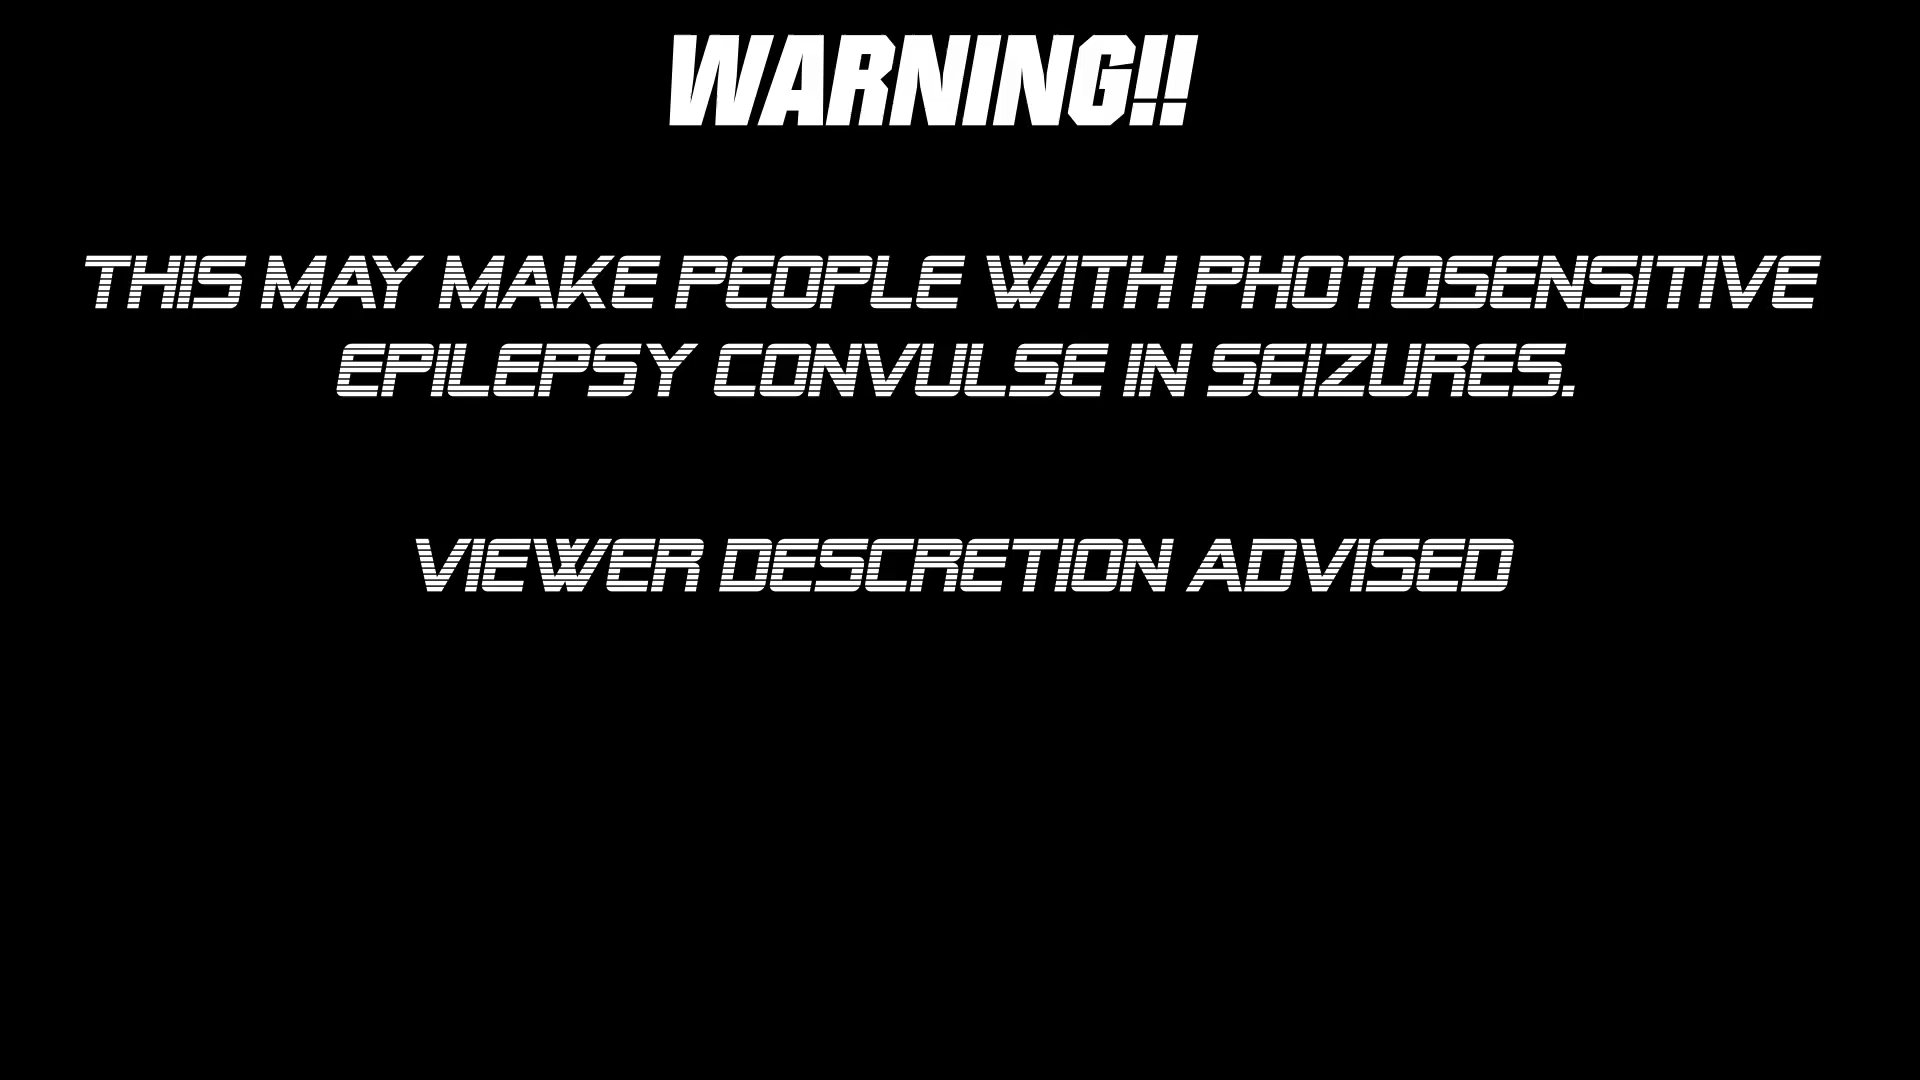 WARNING!!
THIS MAY MAKE PEOPLE WITH PHOTOSENSITIVE
EPILEPSY CONVULSE IN SEIZURES.
VIEWER DESCRETION ADVISED